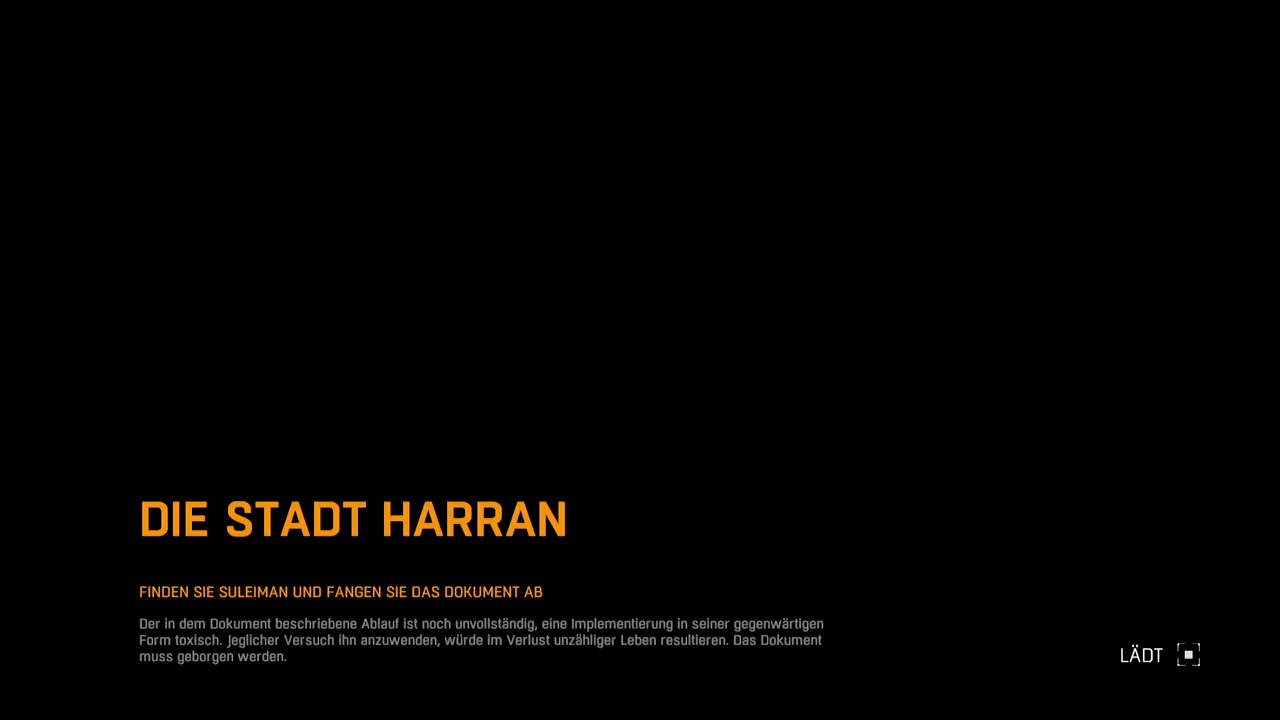 DIE STADT HARRAN
FINDEN SIE SULEIMAN UND FANGEN SIE DAS DOKUMENT AB
Der in dem Dokument beschriebene Ablauf ist noch unvollständig, eine Implementierung in seiner gegenwärtigen
Form toxisch. Jeglicher Versuch ihn anzuwenden, würde im Verlust unzähliger Leben resultieren. Das Dokument
muss geborgen werden.
LÄDT